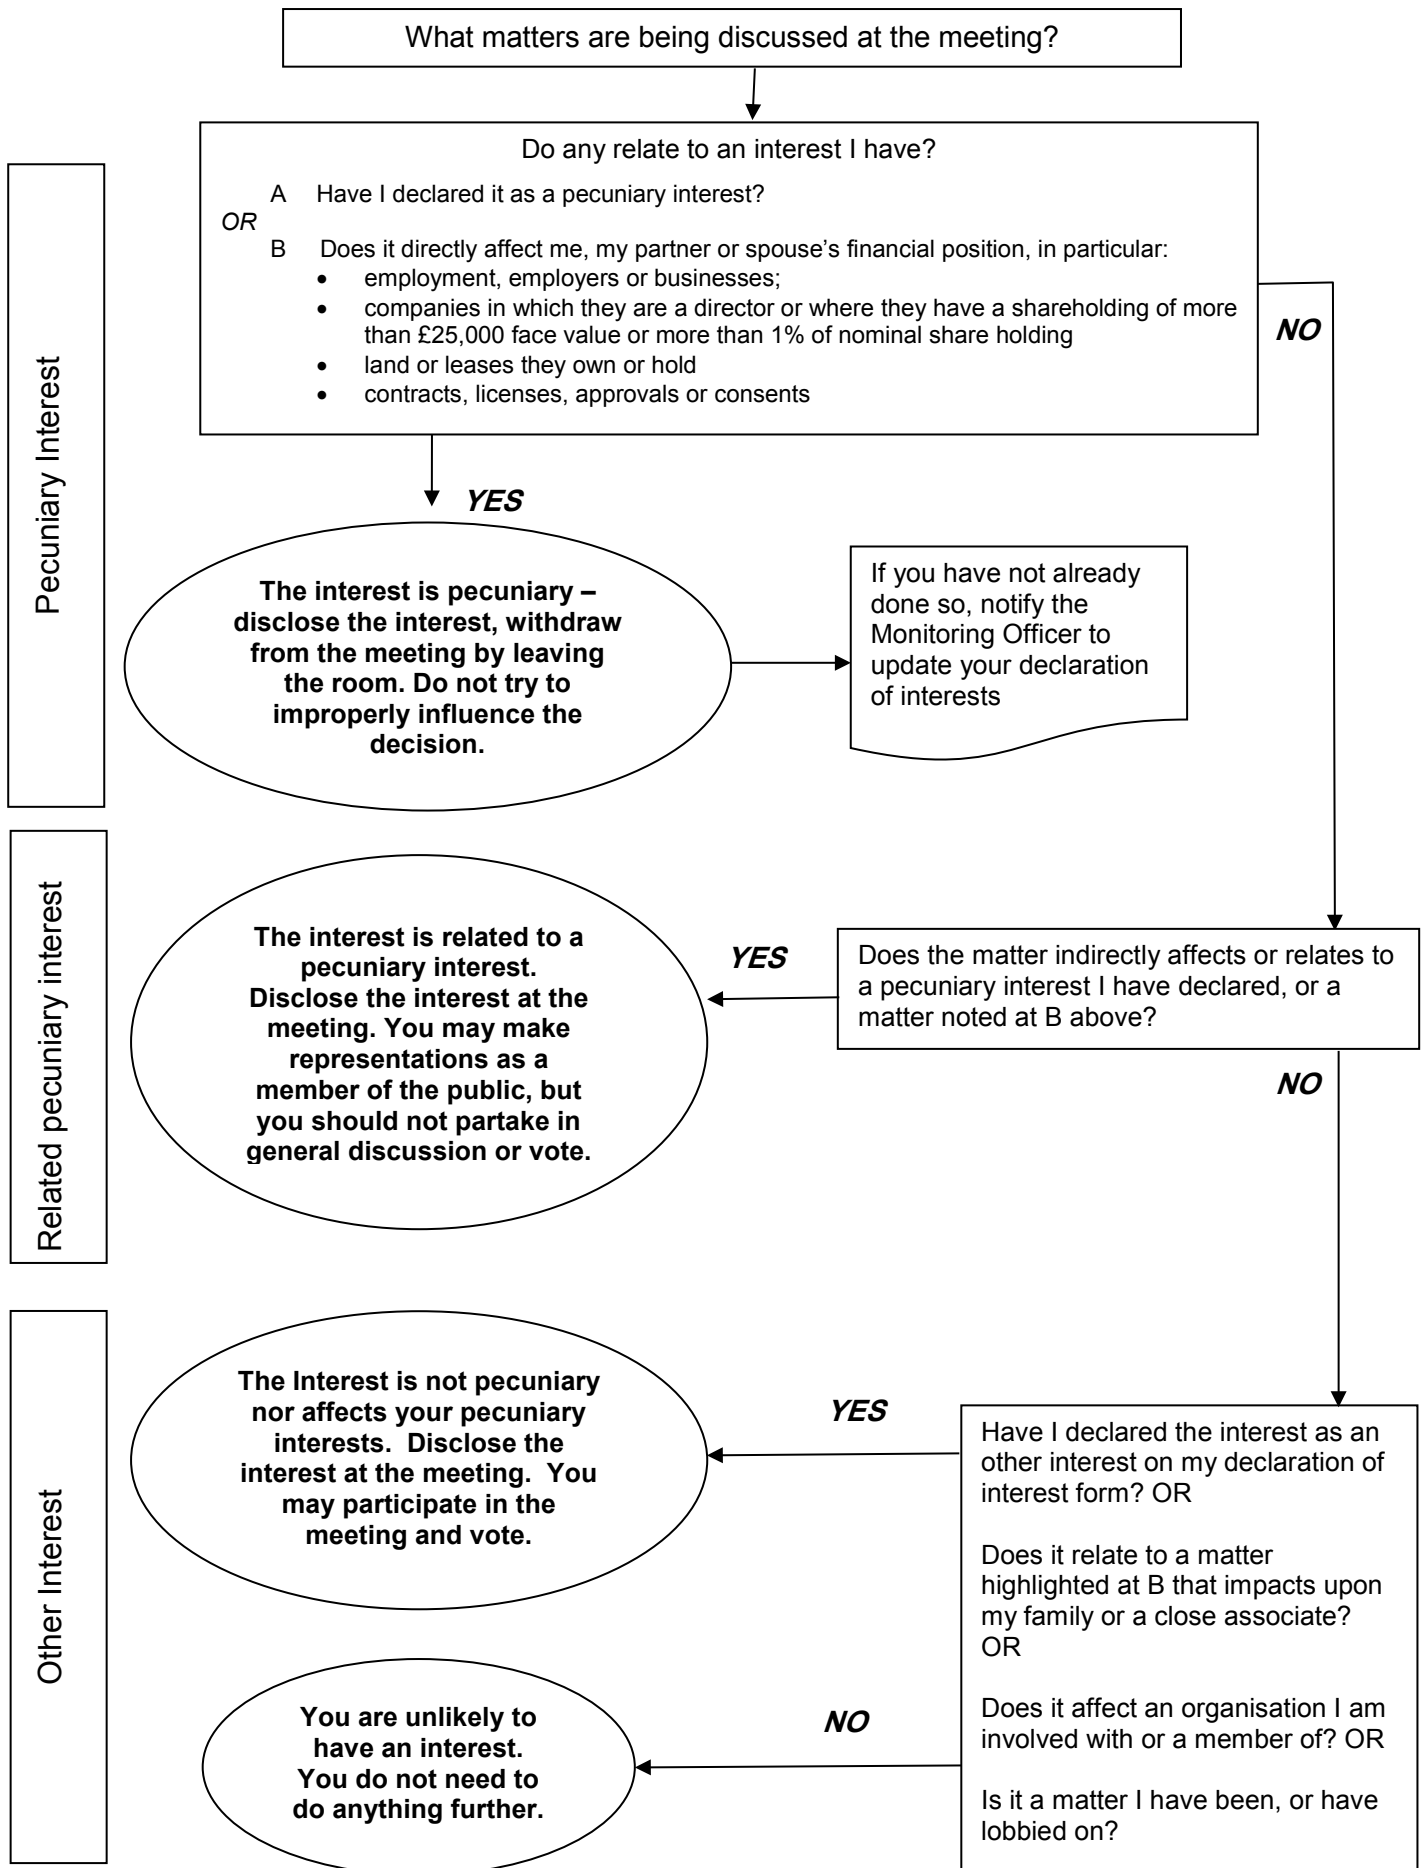 What matters are being discussed at the meeting?
Do any relate to an interest I have?
A Have I declared it as a pecuniary interest?
OR
B Does it directly affect me, my partner or spouse’s financial position, in particular:
• employment, employers or businesses;
• companies in which they are a director or where they have a shareholding of more
than £25,000 face value or more than 1% of nominal share holding
• land or leases they own or hold
• contracts, licenses, approvals or consents
NO
Pecuniary Interest
YES
The interest is pecuniary –
disclose the interest, withdraw
from the meeting by leaving
the room. Do not try to
improperly influence the
decision.
If you have not already
done so, notify the
Monitoring Officer to
update your declaration
of interests
Related pecuniary interest
The interest is related to a
pecuniary interest.
Disclose the interest at the
meeting. You may make
representations as a
member of the public, but
you should not partake in
general discussion or vote.
YES
Does the matter indirectly affects or relates to
a pecuniary interest I have declared, or a
matter noted at B above?
NO
Other Interest
The Interest is not pecuniary
nor affects your pecuniary
interests. Disclose the
interest at the meeting. You
may participate in the
meeting and vote.
YES
Have I declared the interest as an
other interest on my declaration of
interest form? OR
Does it relate to a matter
highlighted at B that impacts upon
my family or a close associate?
OR
Does it affect an organisation I am
involved with or a member of? OR
Is it a matter I have been, or have
lobbied on?
NO
You are unlikely to
have an interest.
You do not need to
do anything further.